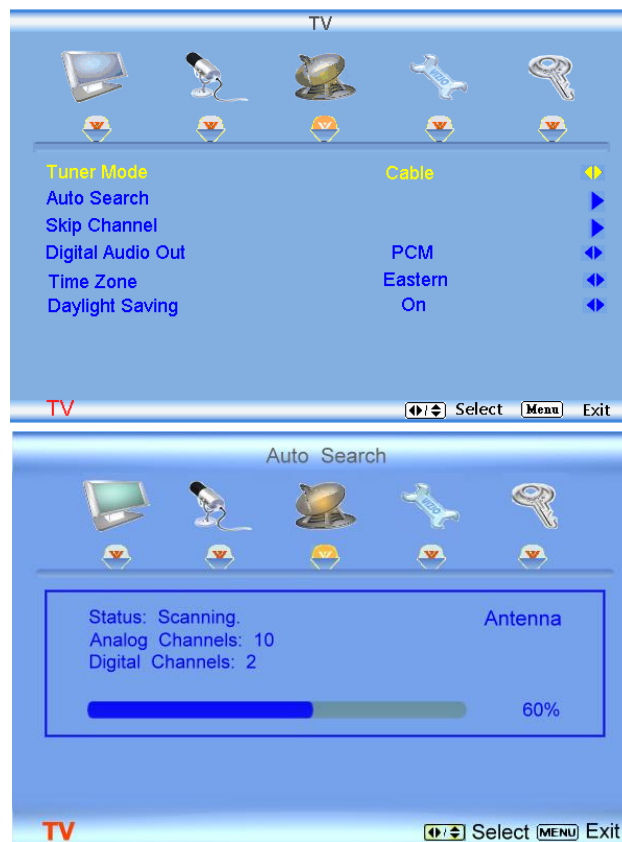 TV
Tuner Mode Cable
Auto Search
Skip Channel
Digital Audio Out PCM
Time Zone Eastern
Daylight Saving On
TV Select Menu Exit
Auto Search
VIZIO
Status: Scanning. Antenna
Analog Channels: 10
Digital Channels: 2
60%
TV Select MENU Exit